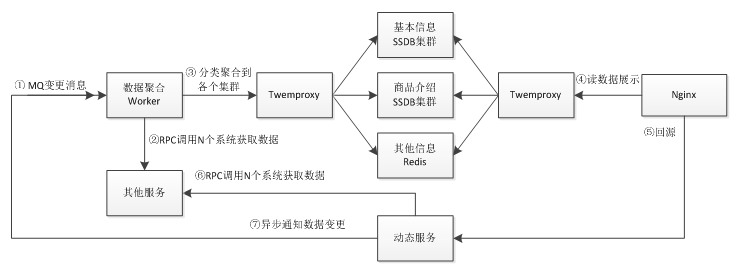 基本信息
SSDB集群
① MQ变更消息
数据聚合
Worker
③ 分类聚合到
各个集群
Twemproxy
商品介绍
SSDB集群
Twemproxy
④读数据展示
Nginx
⑤回源
②RPC调用N个系统获取数据
其他信息
Redis
其他服务
⑥RPC调用N个系统获取数据
⑦异步通知数据变更
动态服务